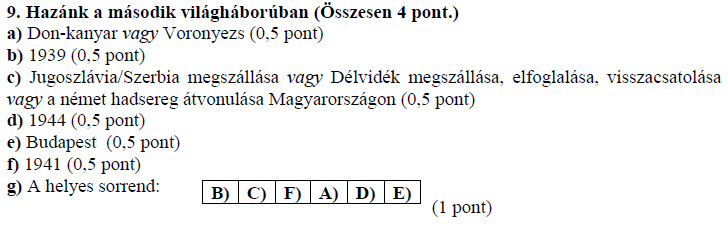 9. Hazánk a második világháborúban (Összesen 4 pont.)
a) Don-kanyar vagy Voronyezs (0,5 pont)
b) 1939 (0,5 pont)
c) Jugoszlávia/Szerbia megszállása vagy Délvidék megszállása, elfoglalása, visszacsatolása
vagy a német hadsereg átvonulása Magyarországon (0,5 pont)
d) 1944 (0,5 pont)
e) Budapest (0,5 pont)
f) 1941 (0,5 pont)
g) A helyes sorrend: B) C) F) A) D) E) (1 pont)